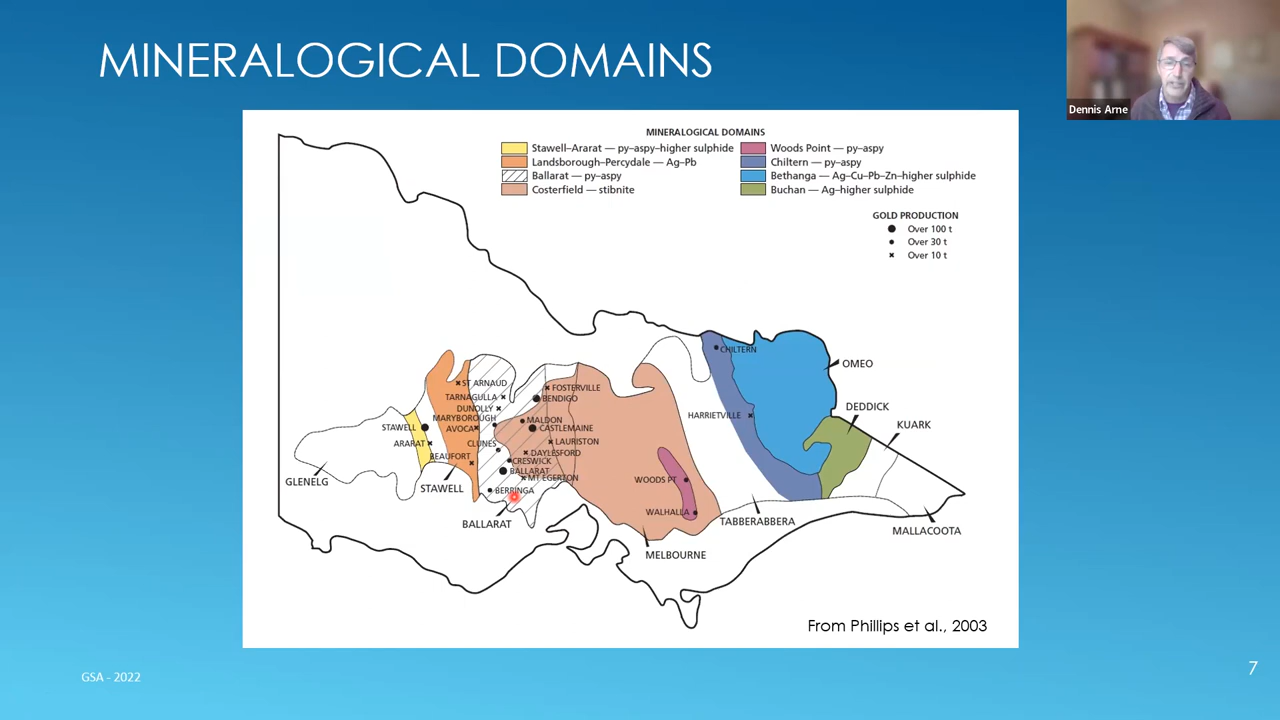 MINERALOGICAL DOMAINS
Dennis Arne
MINERALOGICAL DOMAINS
Stawell–Ararat — py–aspy–higher sulphide
Landsborough–Percydale — Ag–Pb
Ballarat — py–aspy
Costerfield — stibnite
Woods Point — py–aspy
Chiltern — py–aspy
Bethanga — Ag–Cu–Pb–Zn–higher sulphide
Buchan — Ag–higher sulphide
GOLD PRODUCTION
Over 100 t
Over 30 t
Over 10 t
CHILTERN
OMEO
ST ARNAUD
FOSTERVILLE
TARNAGULLA
BENDIGO
DUNOLLY
DEDDICK
MARYBOROUGH
HARRIETVILLE
MALDON
KUARK
STAWELL
AVOCA
CASTLEMAINE
ARARAT
CLUNES
LAURISTON
BEAUFORT
DAYLESFORD
CRESWICK
BALLARAT
MT EGERTON
WOODS PT
GLENELG
STAWELL
BERRINGA
WALHALLA
BALLARAT
TABBERABBERA
MALLACOOTA
MELBOURNE
From Phillips et al., 2003
GSA - 2022
7